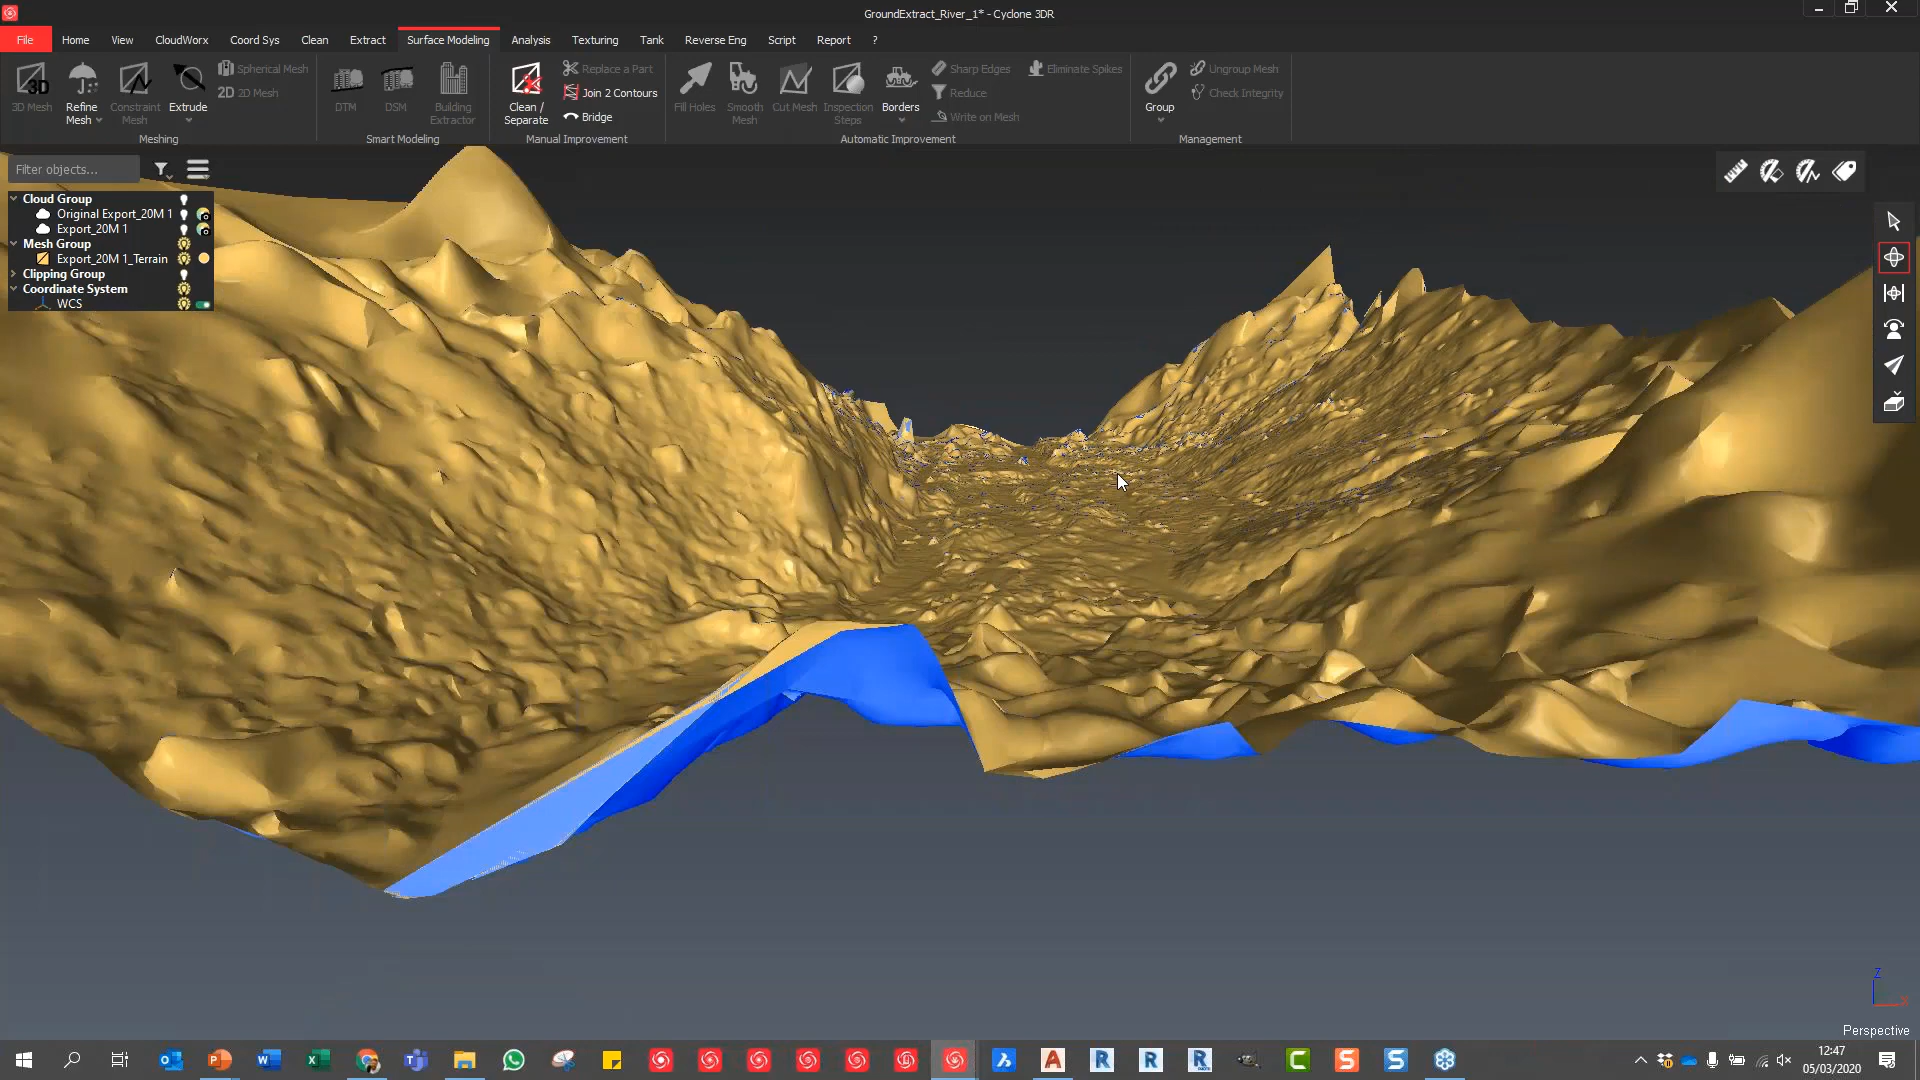 GroundExtract_River_1* - Cyclone 3DR
File Home View CloudWorx Coord Sys Clean Extract Surface Modeling Analysis Texturing Tank Reverse Eng Script Report ?
3D Mesh
Refine Mesh
Constraint Mesh
Extrude
Spherical Mesh
2D 2D Mesh
Meshing
DTM
DSM
Building Extractor
Smart Modeling
Clean / Separate
Replace a Part
Join 2 Contours
Bridge
Manual Improvement
Fill Holes
Smooth Mesh
Cut Mesh
Inspection Steps
Borders
Sharp Edges
Reduce
Write on Mesh
Eliminate Spikes
Automatic Improvement
Group
Ungroup Mesh
Check Integrity
Management
Filter objects...
Cloud Group
Original Export_20M 1
Export_20M 1
Mesh Group
Export_20M 1_Terrain
Clipping Group
Coordinate System
WCS
Z
X
Perspective
12:47
05/03/2020